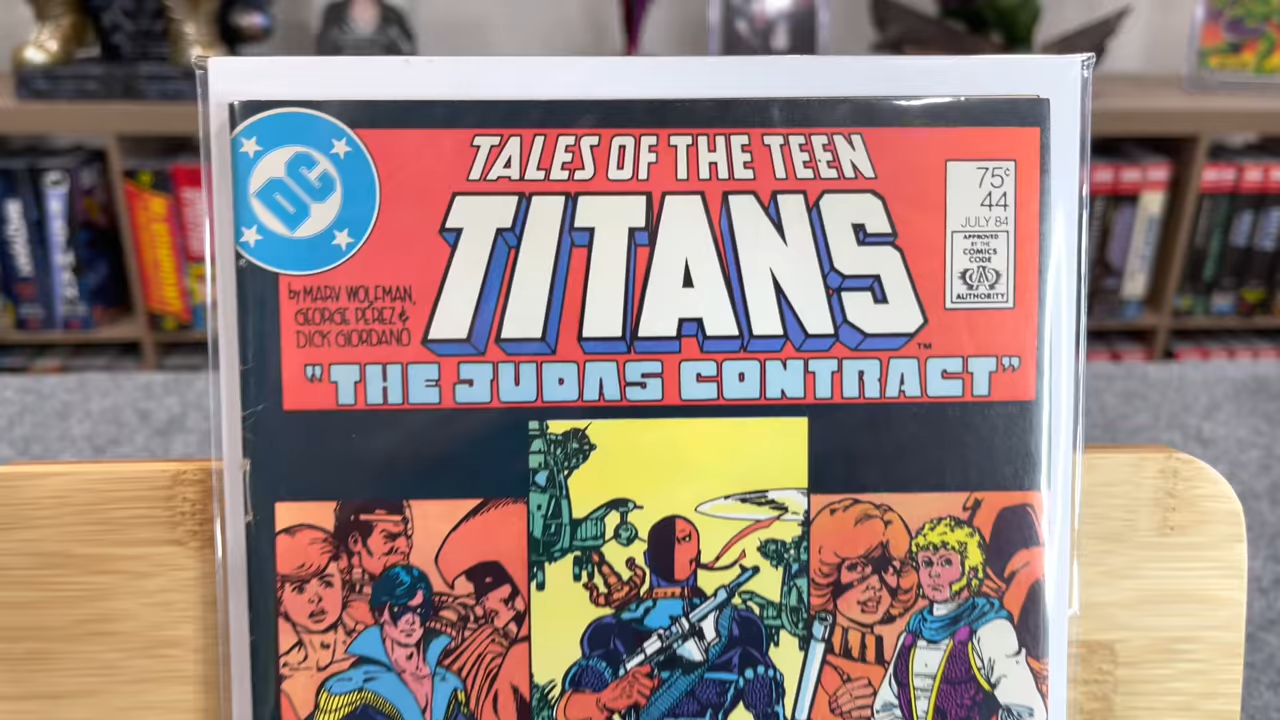 DC
TALES OF THE TEEN
TITANS
TM
75¢
44
JULY 84
APPROVED
BY THE
COMICS
CODE
AUTHORITY
by MARV WOLFMAN,
GEORGE PÉREZ &
DICK GIORDANO
"THE JUDAS CONTRACT"